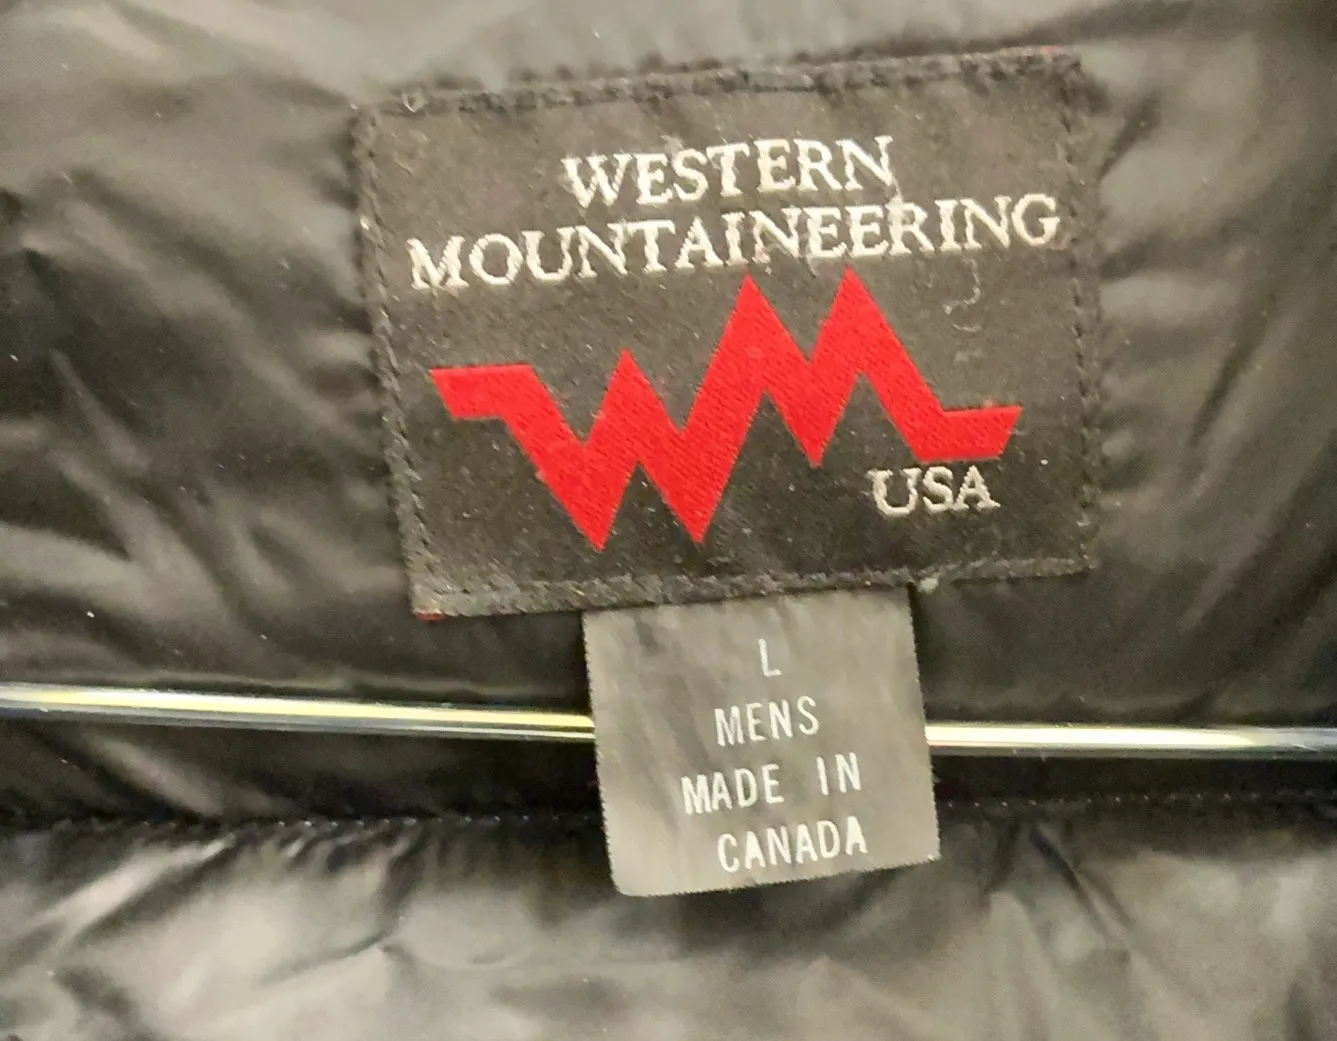 WESTERN
MOUNTAINEERING
USA
L
MENS
MADE IN
CANADA